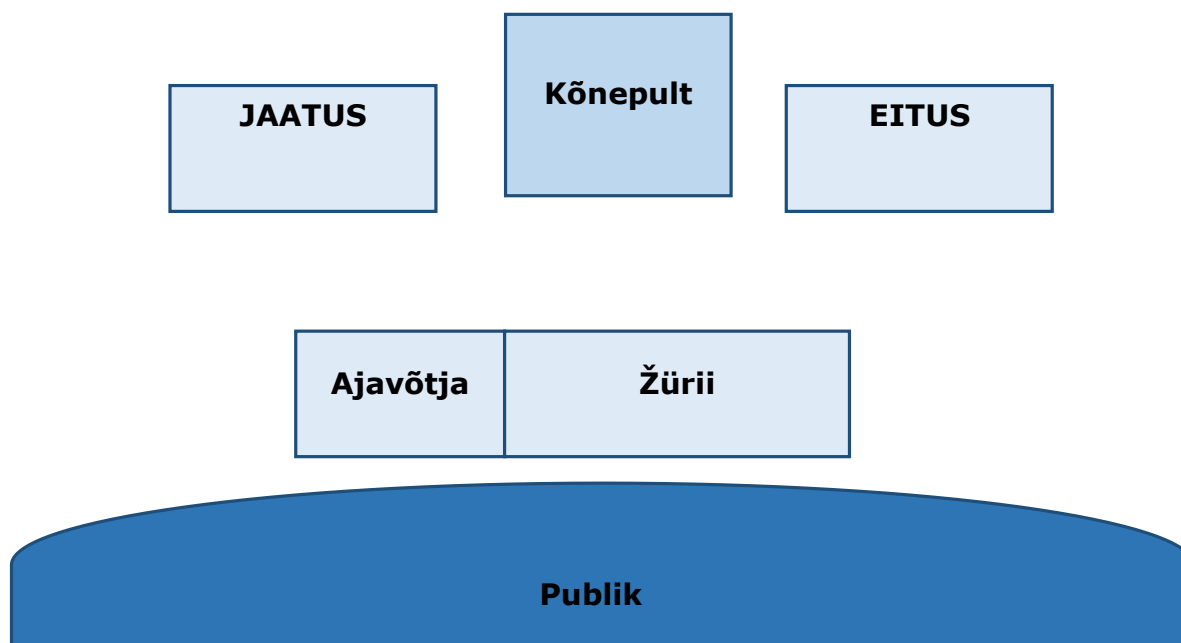 JAATUS
Kõnepult
EITUS
Ajavõtja
Žürii
Publik